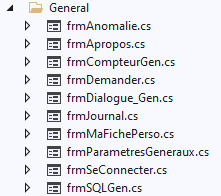 General
frmAnomalie.cs
frmApropos.cs
frmCompteurGen.cs
frmDemander.cs
frmDialogue_Gen.cs
frmJournal.cs
frmMaFichePerso.cs
frmParametresGeneraux.cs
frmSeConnecter.cs
frmSQLGen.cs